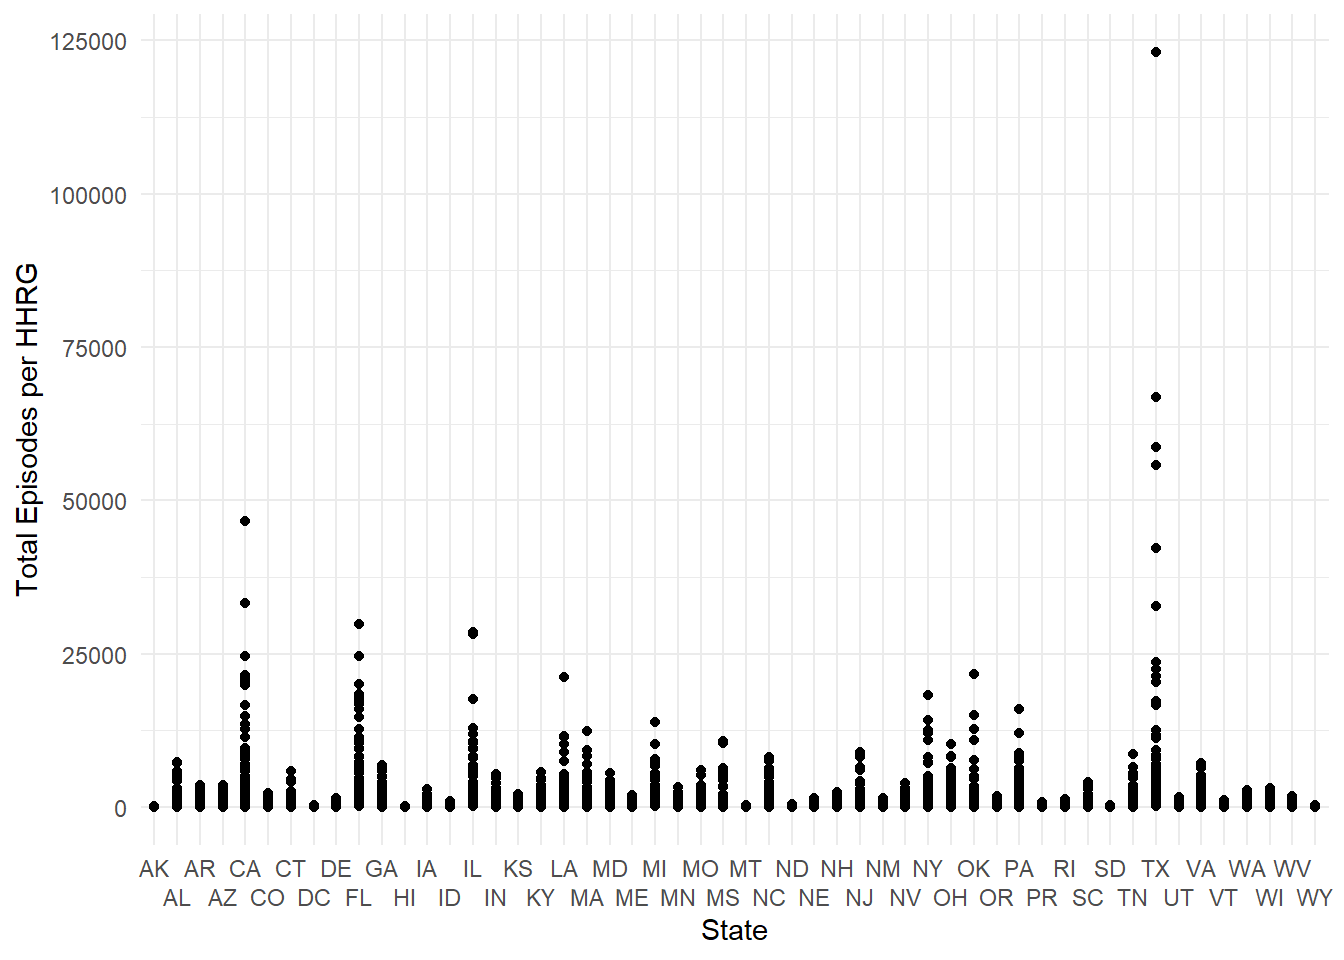 125000
100000
75000
50000
25000
0
Total Episodes per HHRG
AK AR CA CT DE GA IA IL KS LA MD MI MO MT ND NH NM NY OK PA RI SD TX VA WA WV
AL AZ CO DC FL HI ID IN KY MA ME MN MS NC NE NJ NV OH OR PR SC TN UT VT WI WY
State